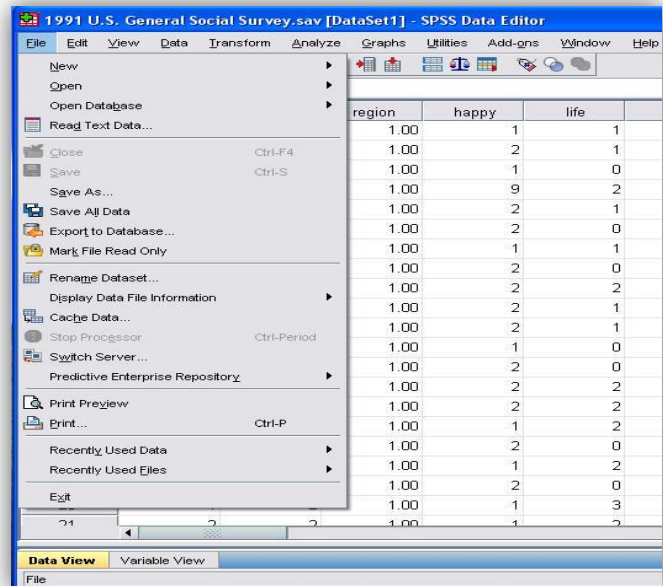 1991 U.S. General Social Survey.sav [DataSet1] - SPSS Data Editor
File Edit View Data Transform Analyze Graphs Utilities Add-ons Window Help
New
Open
Open Database
Read Text Data...
Close Ctrl-F4
Save Ctrl-S
Save As...
Save All Data
Export to Database...
Mark File Read Only
Rename Dataset...
Display Data File Information
Cache Data...
Stop Processor Ctrl-Period
Switch Server...
Predictive Enterprise Repository
Print Preview
Print... Ctrl-P
Recently Used Data
Recently Used Files
Exit
region happy life
1.00 1 1
1.00 2 1
1.00 1 0
1.00 9 2
1.00 2 1
1.00 2 0
1.00 1 1
1.00 2 0
1.00 2 2
1.00 2 1
1.00 2 1
1.00 1 0
1.00 2 0
1.00 2 2
1.00 2 2
1.00 1 2
1.00 2 0
1.00 1 2
1.00 2 0
1.00 1 3
21 2 2 1.00 1 2
Data View Variable View
File